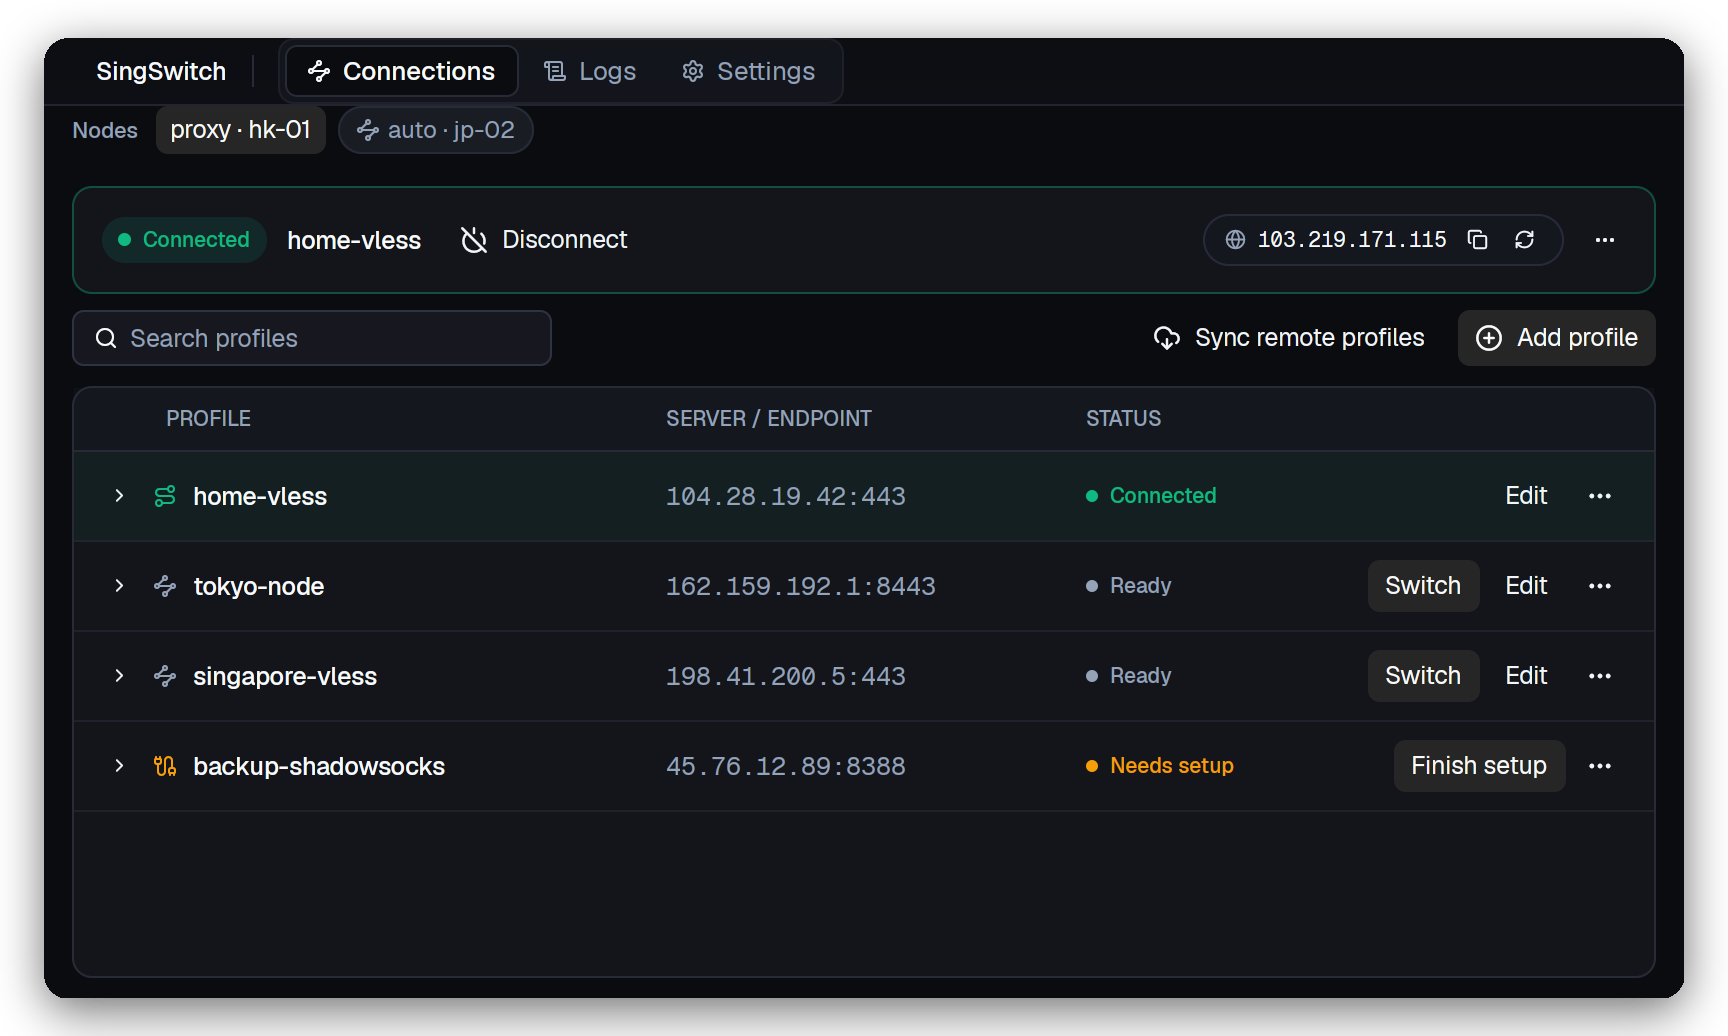 SingSwitch Connections Logs Settings
Nodes proxy · hk-01 auto · jp-02
Connected home-vless Disconnect 103.219.171.115
Search profiles Sync remote profiles Add profile
PROFILE SERVER / ENDPOINT STATUS
home-vless 104.28.19.42:443 Connected Edit
tokyo-node 162.159.192.1:8443 Ready Switch Edit
singapore-vless 198.41.200.5:443 Ready Switch Edit
backup-shadowsocks 45.76.12.89:8388 Needs setup Finish setup